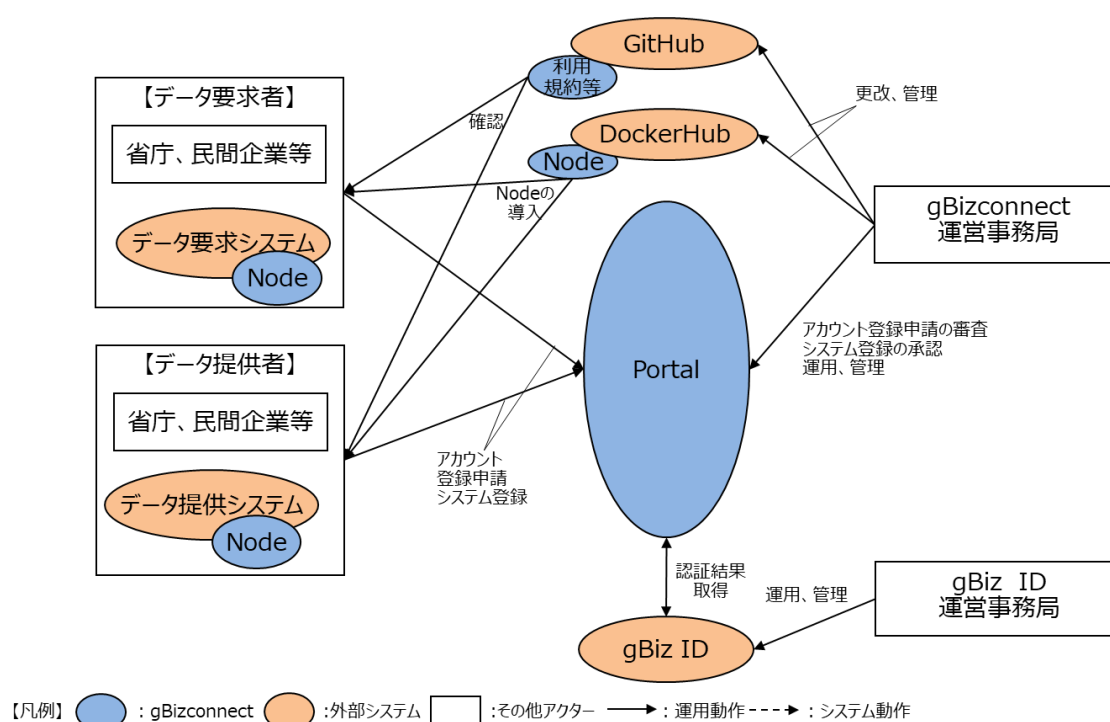 GitHub
利用
規約等
更改、管理
【データ要求者】
確認
省庁、民間企業等
DockerHub
Node
Nodeの
導入
gBizconnect
運営事務局
データ要求システム
Node
アカウント登録申請の審査
システム登録の承認
運用、管理
【データ提供者】
Portal
省庁、民間企業等
アカウント
登録申請
システム登録
データ提供システム
Node
認証結果
取得
運用、管理
gBiz ID
運営事務局
gBiz ID
【凡例】 : gBizconnect :外部システム :その他アクター : 運用動作 : システム動作